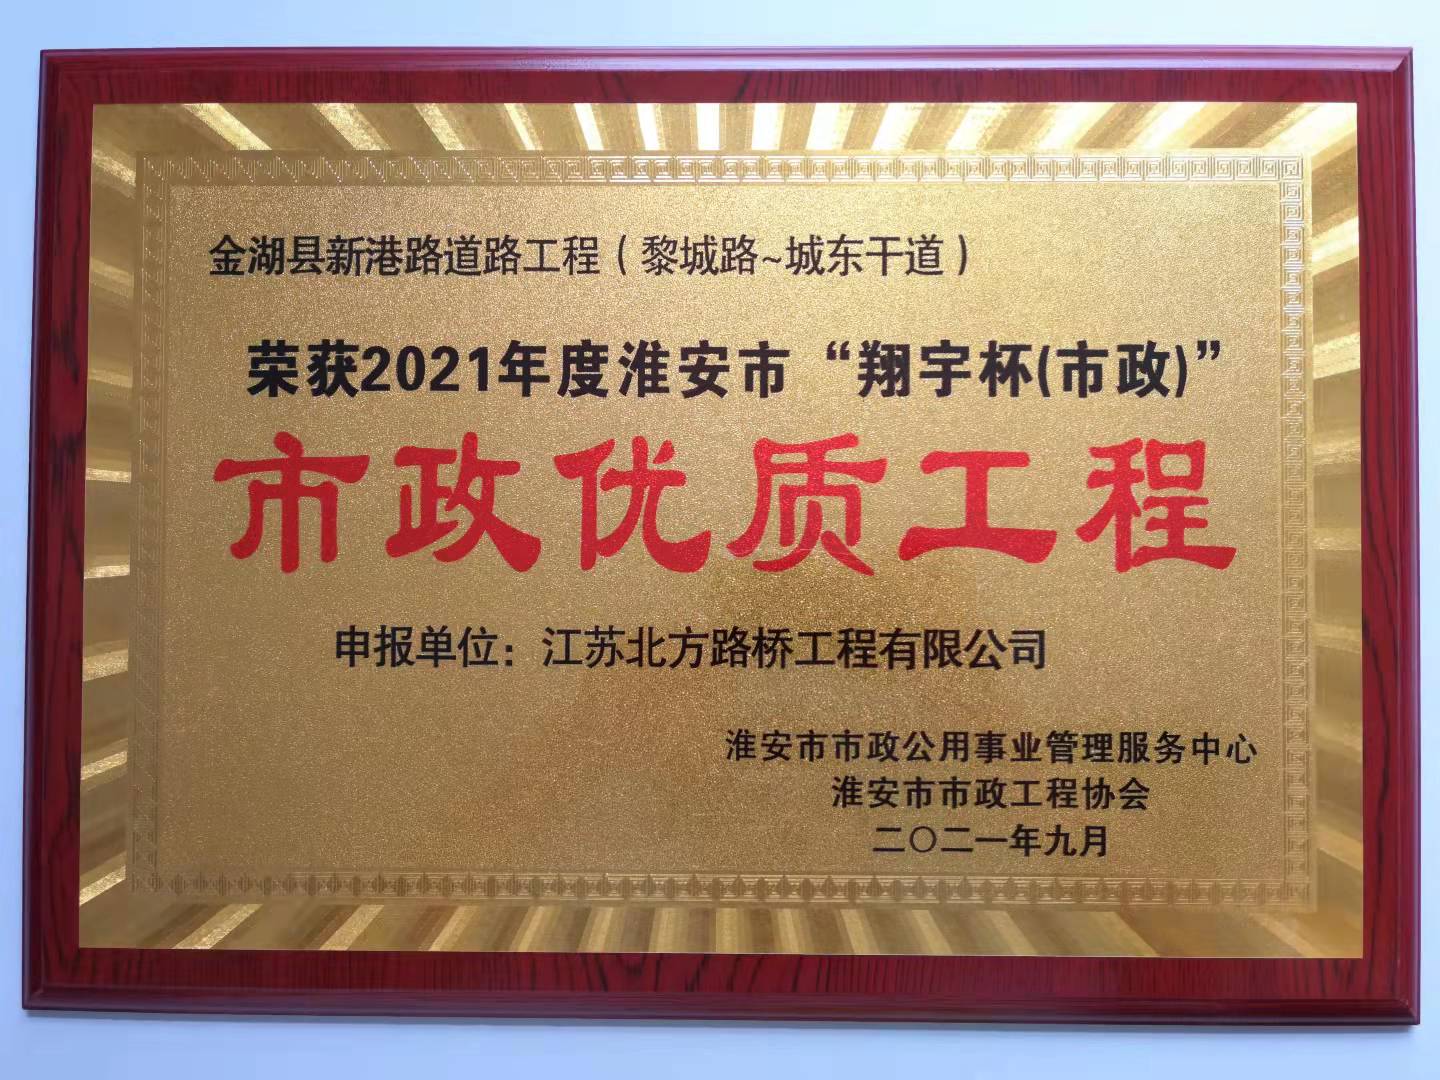 金湖县新港路道路工程（黎城路~城东干道）
荣获2021年度淮安市“翔宇杯(市政)”
市政优质工程
申报单位：江苏北方路桥工程有限公司
淮安市市政公用事业管理服务中心
淮安市市政工程协会
二〇二一年九月